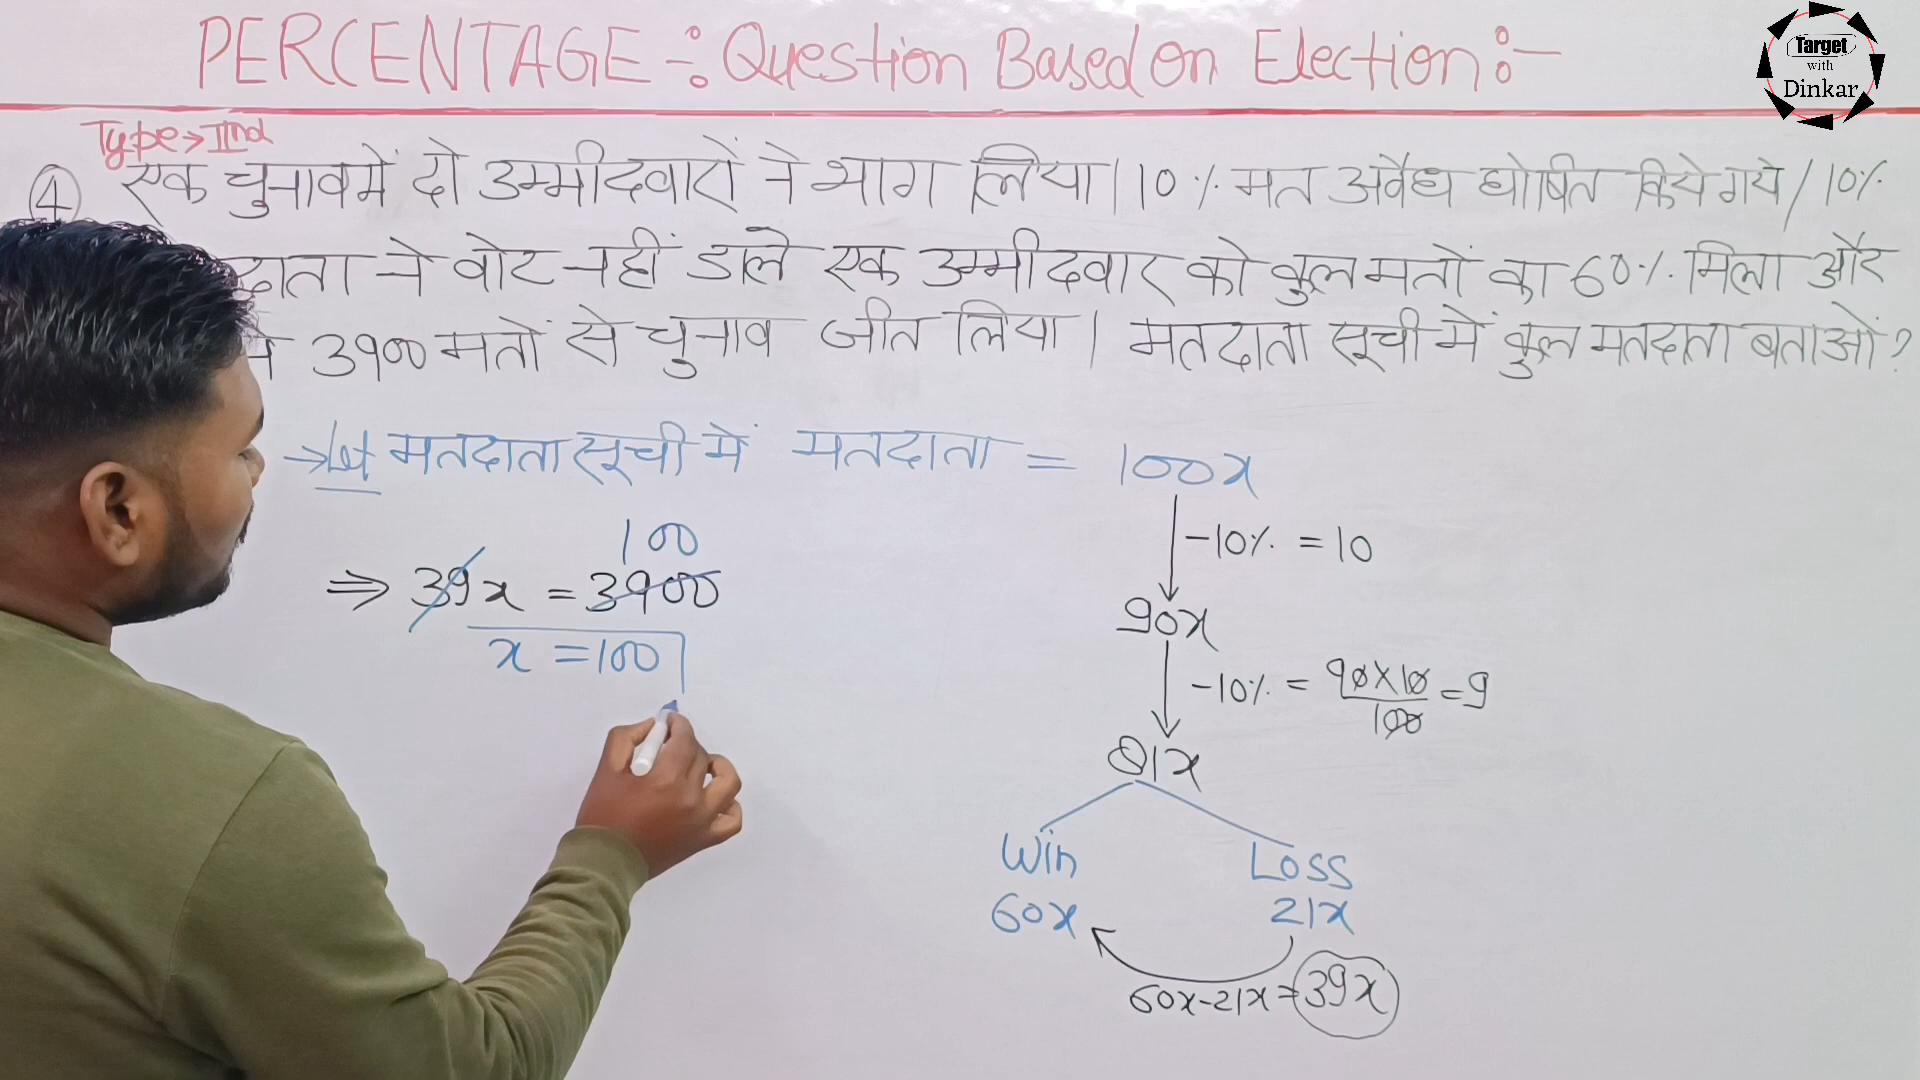 PERCENTAGE -: Question Based On Election :-
Target
with
Dinkar
Type→IInd
④ एक चुनाव में दो उम्मीदवारों ने भाग लिया। 10% मत अवैध घोषित किये गये / 10%
दाता ने वोट नहीं डाले एक उम्मीदवार को कुल मतों का 60% मिला और
3900 मतों से चुनाव जीत लिया। मतदाता सूची में कुल मतदाता बताओं?
→ Let मतदाता सूची में मतदाता = 100x
-10% = 10
90x
-10% = 90×10/100 = 9
81x
Win Loss
60x 21x
60x-21x=39x
100
⇒ 39x = 3900
x = 100